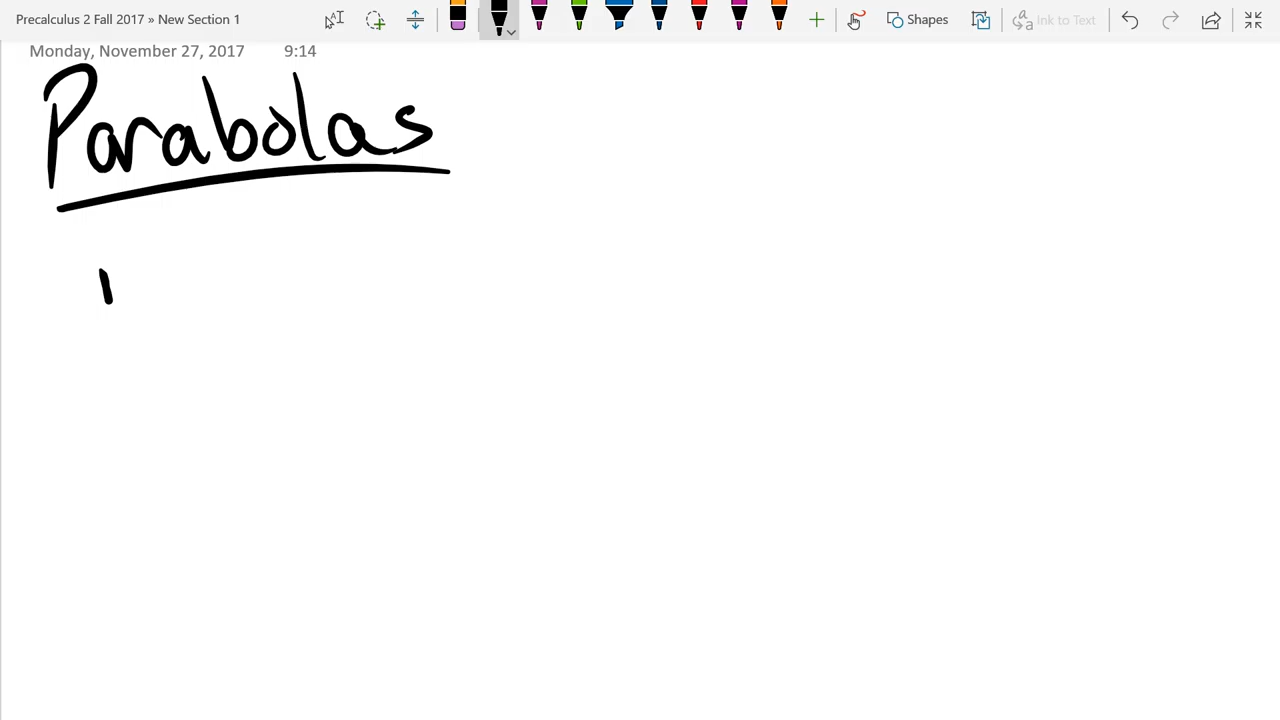 Precalculus 2 Fall 2017 » New Section 1
Shapes
Ink to Text
Monday, November 27, 2017 9:14
Parabolas